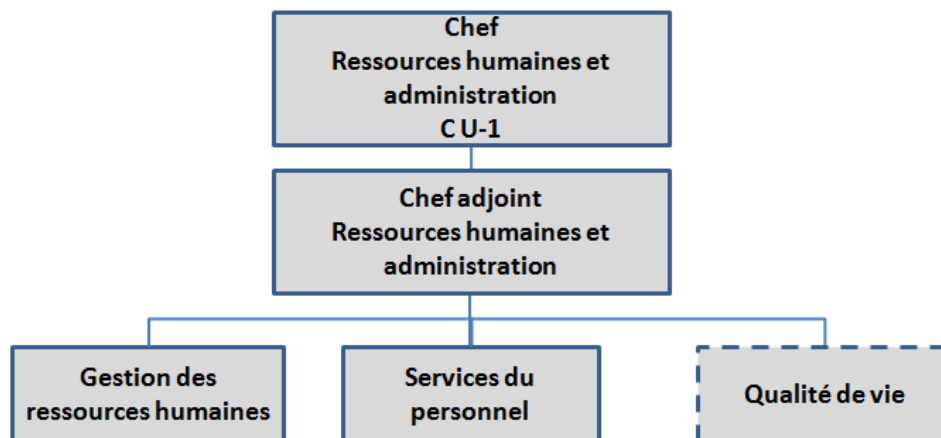 Chef
Ressources humaines et
administration
C U-1
Chef adjoint
Ressources humaines et
administration
Gestion des
ressources humaines
Services du
personnel
Qualité de vie